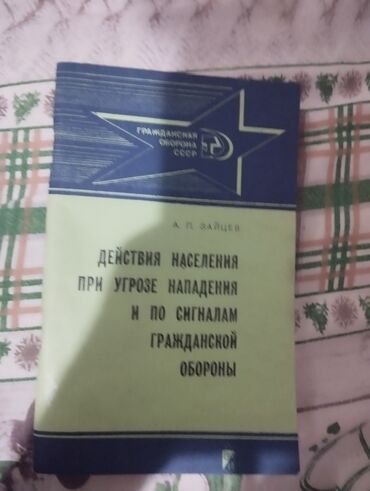 ГРАЖДАНСКАЯ
ОБОРОНА
СССР
А. П. ЗАЙЦЕВ
ДЕЙСТВИЯ НАСЕЛЕНИЯ
ПРИ УГРОЗЕ НАПАДЕНИЯ
И ПО СИГНАЛАМ
ГРАЖДАНСКОЙ
ОБОРОНЫ